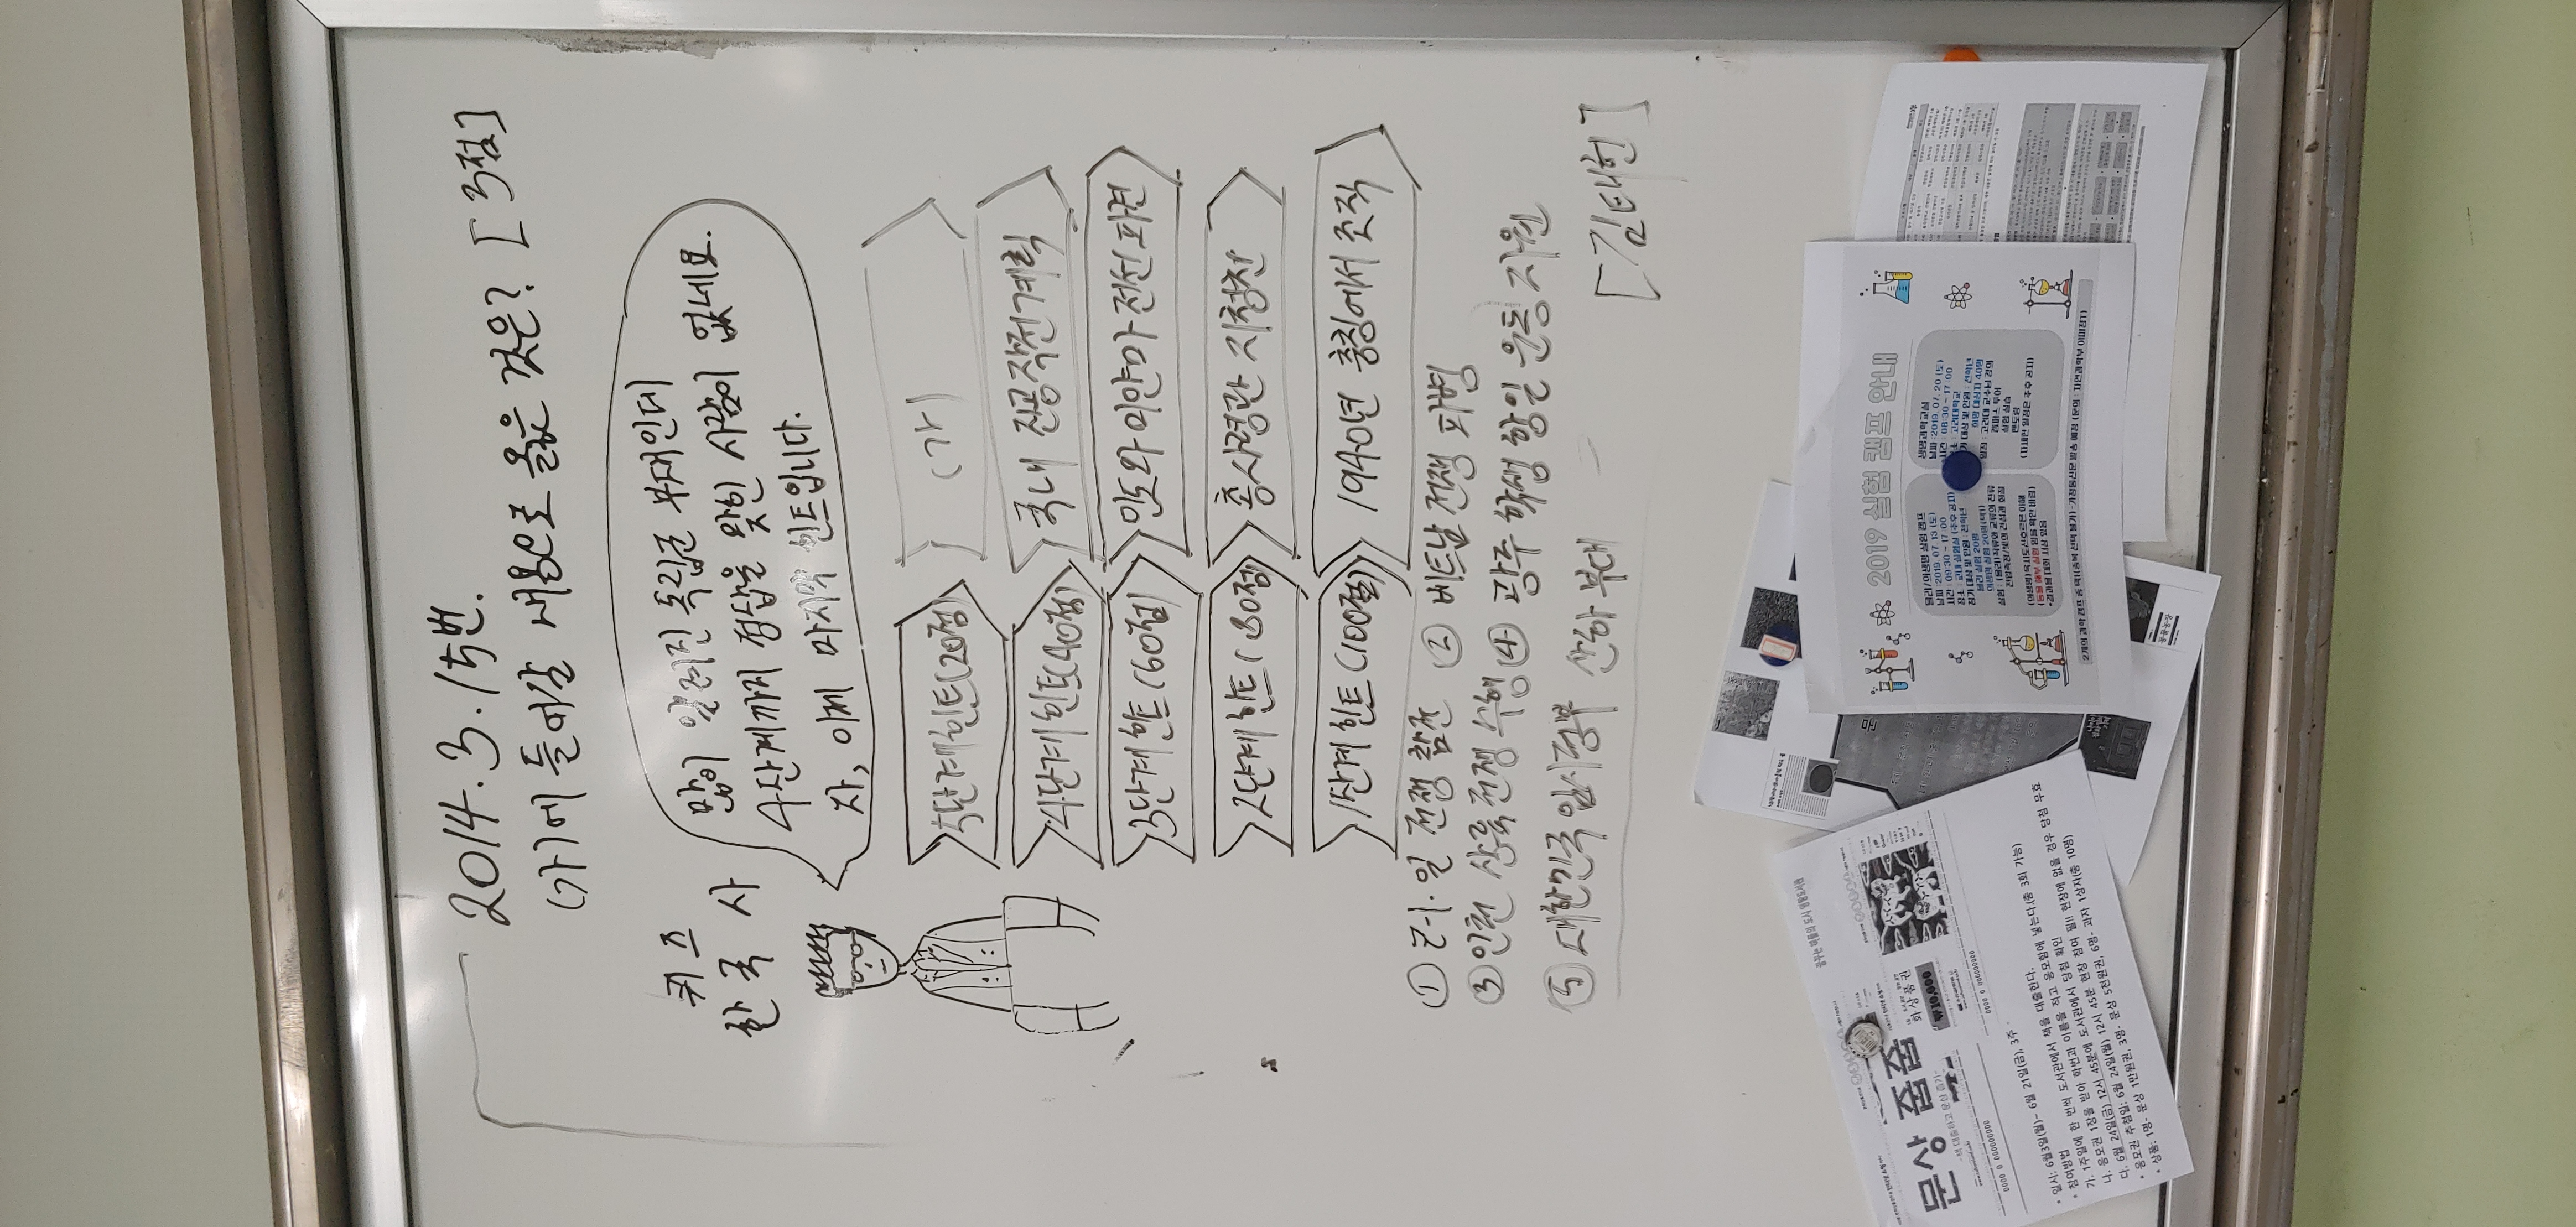 2014.3.15번.
(가)에 들어갈 내용으로 옳은 것은? [3점]
퀴즈
한국사
많이 알려진 독립군 부대인데
4단계까지 정답을 맞힌 사람이 없네요.
자, 이제 마지막 힌트입니다.
5단계 힌트(20점) (가)
4단계 힌트(40점) 국내 진공작전계획
3단계 힌트(60점) 인도와 미얀마 전선 파견
2단계 힌트(80점) 총사령관 지청천
1단계 힌트(100점) 1940년 충칭에서 조직
① 러·일 전쟁 참전 ② 베트남 전쟁 파병
③ 인천 상륙 전쟁 수행 ④ 광주 학생 항일 운동 지원
⑤ 대한민국 임시정부 산하 부대
[김태헌]
꿈꾸는 책들의 도시
문상 줍줍
-책 대출하고 문상 줍기-
화상품권
₩10,000
0000 0 000000000
0000 0 000000000
* 일시: 6월3일(월)~ 6월 21일(금), 3주
* 참여방법
가. 1주일에 한 번씩 도서관에서 책을 대출한다.
나. 응모권 1장을 받아 학번과 이름을 적고 응모함에 넣는다.(총 3회 가능)
다. 6월 24일(금) 12시 45분에 도서관에서 당첨 확인
* 응모권 추첨일: 6월 24일(월) 12시 45분 현장 참여 필!! 현장에 없을 경우 당첨 무효
* 상품: 1명- 문상 1만원권, 3명- 문상 5천원권, 6명- 과자 1상자(총 10명)
문
동물농장
2019 실험 캠프 안내
물리/의생명 실험 캠프
날짜 :2019. 07. 13 (토)
시간 : 09:30 ~ 17:00
장소 : 교내 실험실 (추후 공지)
참가 대상 및 인원 : 전학년
물리 실험 20명
의생명 실험 20명(택1)
실험 : (물리)직류와 교류의 전류
전압측정/빛의 간섭과 회절
(의생명)욕시토신호르몬 이해
(동물 해부 실험 임을 확인 바람)
*결과물 대회 시상 있음
생명과학교실
날짜 :2019. 07. 20 (토)
시간 : 08:30 ~ 17:00
장소 : 고려대학교
참가 대상 및 인원 : 전학년
희망 대상자 40명
일정 : 고려대 교수님 강의
캠퍼스 투어
실험 실습
멘토링
(자세한 일정은 추후 공지)
2개의 과학 캠프 중 택1(중복 선택 불가)-가정통신문 발송 예정 (문의 : 자연과학부 이미정T)